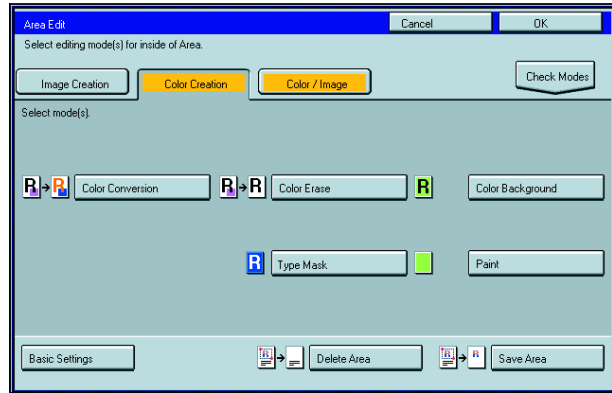 Area Edit
Cancel
OK
Select editing mode(s) for inside of Area.
Image Creation
Color Creation
Color / Image
Check Modes
Select mode(s).
R
R
Color Conversion
R
R
Color Erase
R
Color Background
R
Type Mask
Paint
Basic Settings
R
Delete Area
R
R
Save Area